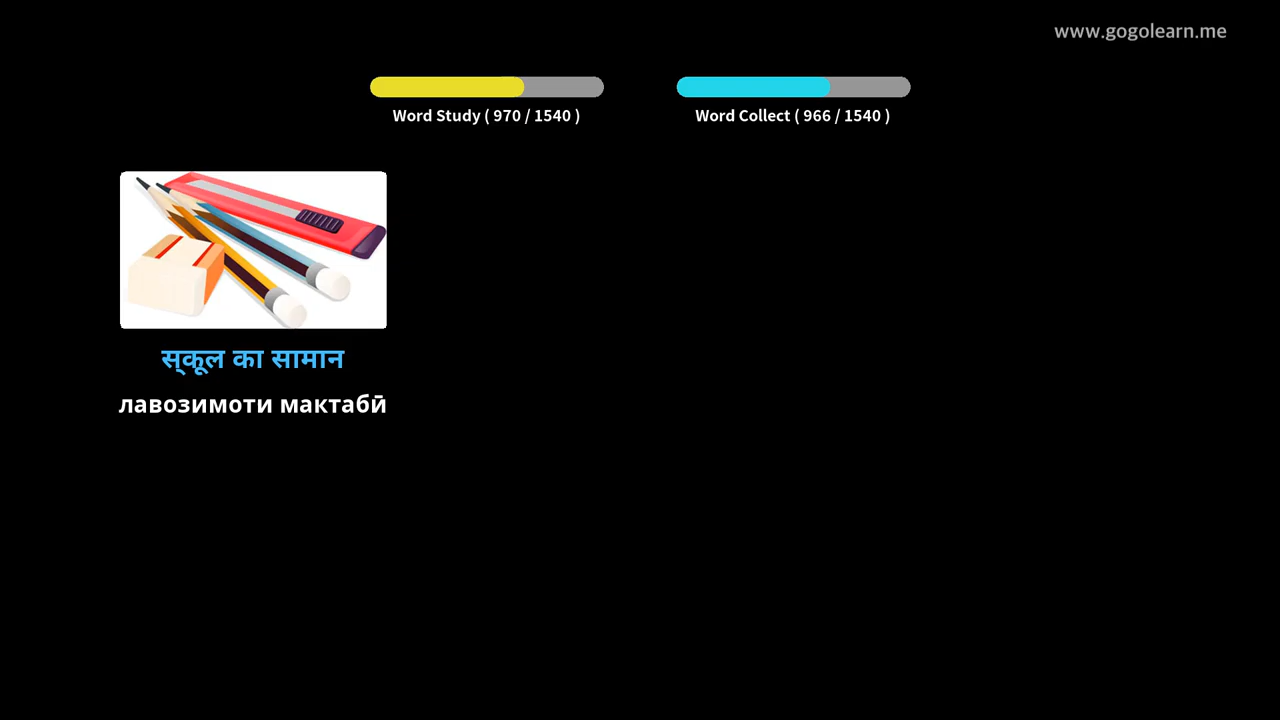 www.gogolearn.me
Word Study ( 970 / 1540 )
Word Collect ( 966 / 1540 )
स्कूल का सामान
лавозимоти мактабӣ